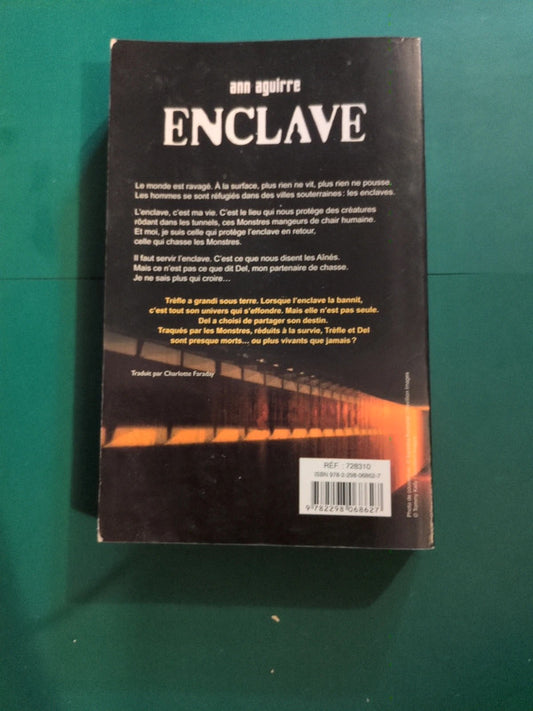 ann aguirre
ENCLAVE
Le monde est ravagé. À la surface, plus rien ne vit, plus rien ne pousse.
Les hommes se sont réfugiés dans des villes souterraines : les enclaves.
L'enclave, c'est ma vie. C'est le lieu qui nous protège des créatures
rôdant dans les tunnels, ces Monstres mangeurs de chair humaine.
Et moi, je suis celle qui protège l'enclave en retour,
celle qui chasse les Monstres.
Il faut servir l'enclave. C'est ce que nous disent les Aînés.
Mais ce n'est pas ce que dit Del, mon partenaire de chasse.
Je ne sais plus qui croire…
Trèfle a grandi sous terre. Lorsque l'enclave la bannit,
c'est tout son univers qui s'effondre. Mais elle n'est pas seule.
Del a choisi de partager son destin.
Traqués par les Monstres, réduits à la survie, Trèfle et Del
sont presque morts… ou plus vivants que jamais ?
Traduit par Charlotte Faraday
RÉF. : 728310
ISBN 978-2-298-06862-7
9 782298 068627
Photo de
Images
© Tommy